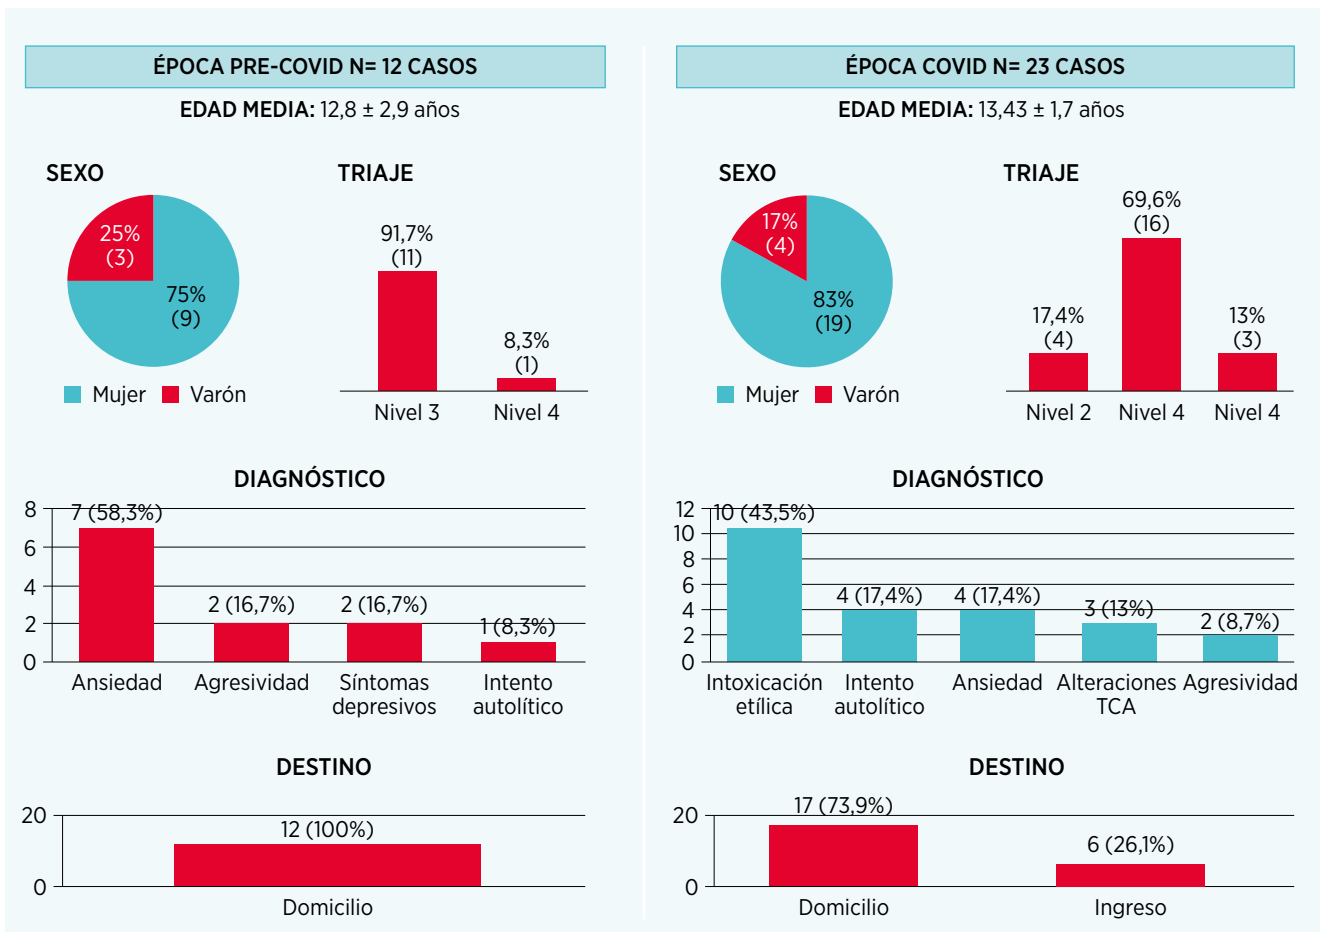 ÉPOCA PRE-COVID N= 12 CASOS
EDAD MEDIA: 12,8 ± 2,9 años
SEXO
25%
(3)
75%
(9)
Mujer
Varón
TRIAJE
91,7%
(11)
8,3%
(1)
Nivel 3
Nivel 4
DIAGNÓSTICO
8
6
4
2
0
7 (58,3%)
2 (16,7%)
2 (16,7%)
1 (8,3%)
Ansiedad
Agresividad
Síntomas
depresivos
Intento
autolítico
DESTINO
20
0
12 (100%)
Domicilio
ÉPOCA COVID N= 23 CASOS
EDAD MEDIA: 13,43 ± 1,7 años
SEXO
17%
(4)
83%
(19)
Mujer
Varón
TRIAJE
17,4%
(4)
69,6%
(16)
13%
(3)
Nivel 2
Nivel 4
Nivel 4
DIAGNÓSTICO
12
10
8
6
4
2
0
10 (43,5%)
4 (17,4%)
4 (17,4%)
3 (13%)
2 (8,7%)
Intoxicación
etílica
Intento
autolítico
Ansiedad
Alteraciones
TCA
Agresividad
DESTINO
20
0
17 (73,9%)
6 (26,1%)
Domicilio
Ingreso